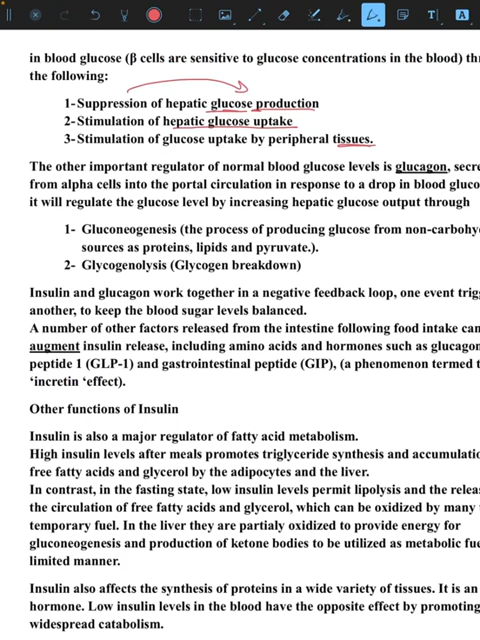 in blood glucose (β cells are sensitive to glucose concentrations in the blood)
the following:
1- Suppression of hepatic glucose production
2- Stimulation of hepatic glucose uptake
3- Stimulation of glucose uptake by peripheral tissues.
The other important regulator of normal blood glucose levels is glucagon,
from alpha cells into the portal circulation in response to a drop in blood
it will regulate the glucose level by increasing hepatic glucose output through
1- Gluconeogenesis (the process of producing glucose from
sources as proteins, lipids and pyruvate.).
2- Glycogenolysis (Glycogen breakdown)
Insulin and glucagon work together in a negative feedback loop, one event
another, to keep the blood sugar levels balanced.
A number of other factors released from the intestine following food intake can
augment insulin release, including amino acids and hormones such as
peptide 1 (GLP-1) and gastrointestinal peptide (GIP), (a phenomenon termed
‘incretin ‘effect).
Other functions of Insulin
Insulin is also a major regulator of fatty acid metabolism.
High insulin levels after meals promotes triglyceride synthesis and
free fatty acids and glycerol by the adipocytes and the liver.
In contrast, in the fasting state, low insulin levels permit lipolysis and the
the circulation of free fatty acids and glycerol, which can be oxidized by many
temporary fuel. In the liver they are partialy oxidized to provide energy for
gluconeogenesis and production of ketone bodies to be utilized as metabolic
limited manner.
Insulin also affects the synthesis of proteins in a wide variety of tissues. It is an
hormone. Low insulin levels in the blood have the opposite effect by promoting
widespread catabolism.